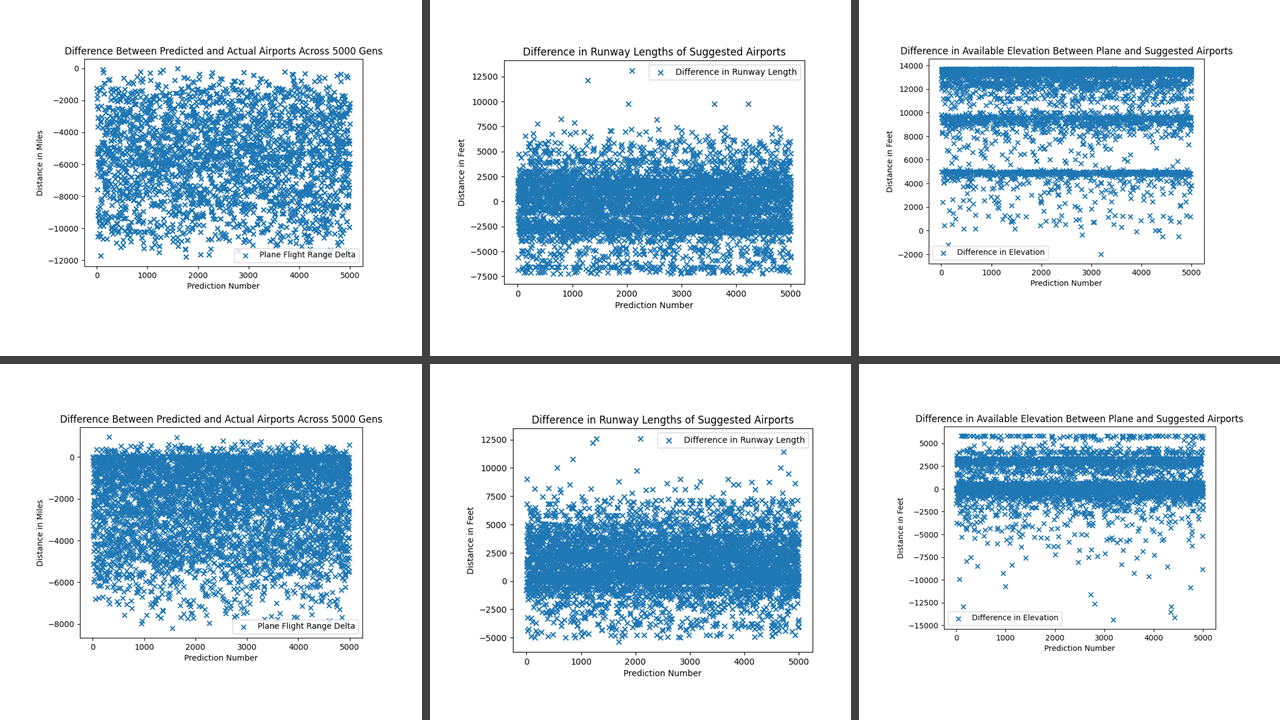 Difference Between Predicted and Actual Airports Across 5000 Gens
0
−2000
−4000
−6000
−8000
−10000
−12000
Distance in Miles
Plane Flight Range Delta
0 1000 2000 3000 4000 5000
Prediction Number
Difference in Runway Lengths of Suggested Airports
12500
10000
7500
5000
2500
0
−2500
−5000
−7500
Distance in Feet
Difference in Runway Length
0 1000 2000 3000 4000 5000
Prediction Number
Difference in Available Elevation Between Plane and Suggested Airports
14000
12000
10000
8000
6000
4000
2000
0
−2000
Distance in Feet
Difference in Elevation
0 1000 2000 3000 4000 5000
Prediction Number
Difference Between Predicted and Actual Airports Across 5000 Gens
0
−2000
−4000
−6000
−8000
Distance in Miles
Plane Flight Range Delta
0 1000 2000 3000 4000 5000
Prediction Number
Difference in Runway Lengths of Suggested Airports
12500
10000
7500
5000
2500
0
−2500
−5000
Distance in Feet
Difference in Runway Length
0 1000 2000 3000 4000 5000
Prediction Number
Difference in Available Elevation Between Plane and Suggested Airports
5000
2500
0
−2500
−5000
−7500
−10000
−12500
−15000
Distance in Feet
Difference in Elevation
0 1000 2000 3000 4000 5000
Prediction Number